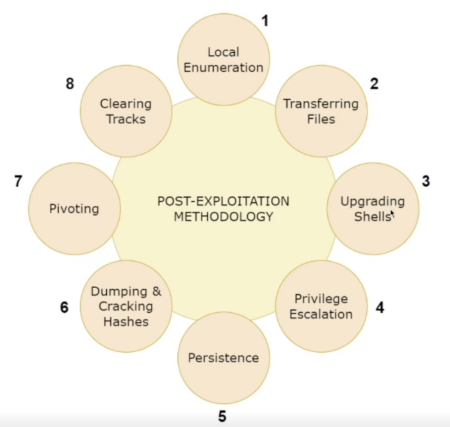 1
Local
Enumeration
2
Transferring
Files
3
Upgrading
Shells
4
Privilege
Escalation
5
Persistence
6
Dumping &
Cracking
Hashes
7
Pivoting
8
Clearing
Tracks
POST-EXPLOITATION
METHODOLOGY